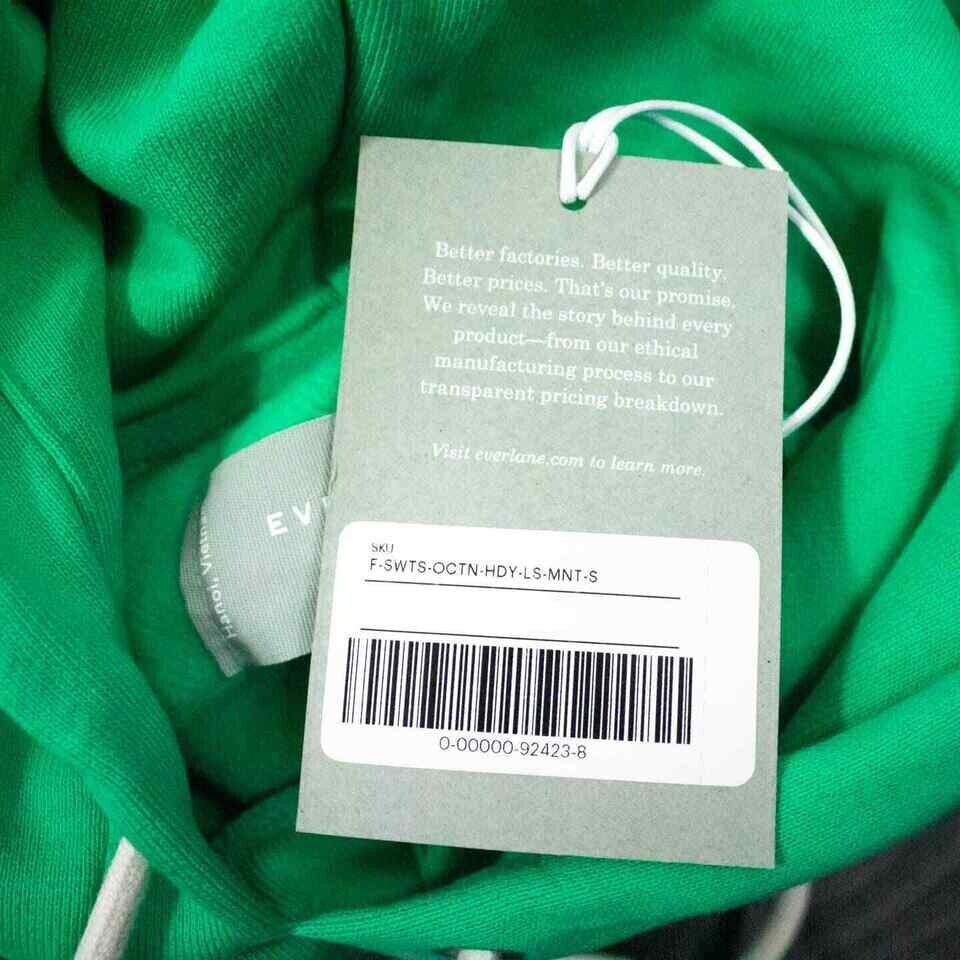 Better factories. Better quality.
Better prices. That's our promise.
We reveal the story behind every
product—from our ethical
manufacturing process to our
transparent pricing breakdown.
Visit everlane.com to learn more.
EV
Hanoi,
SKU
F-SWTS-OCTN-HDY-LS-MNT-S
0-00000-92423-8